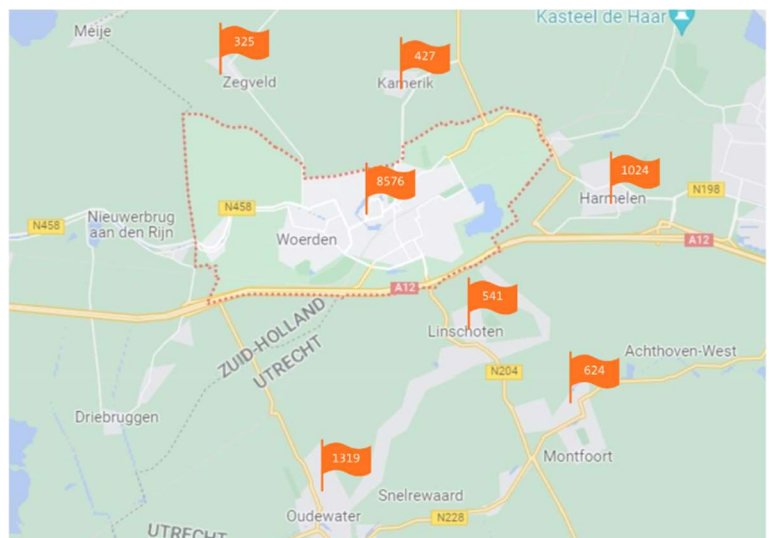 Kasteel de Haar
Meije
325
Zegveld
427
Kamerik
8576
1024
Harmelen
N198
N458
N458
Nieuwerbrug
aan den Rijn
Woerden
A12
A12
541
Linschoten
ZUID-HOLLAND
UTRECHT
Achthoven-West
N204
624
Driebruggen
Montfoort
1319
Snelrewaard
Oudewater
N228
UTRECHT